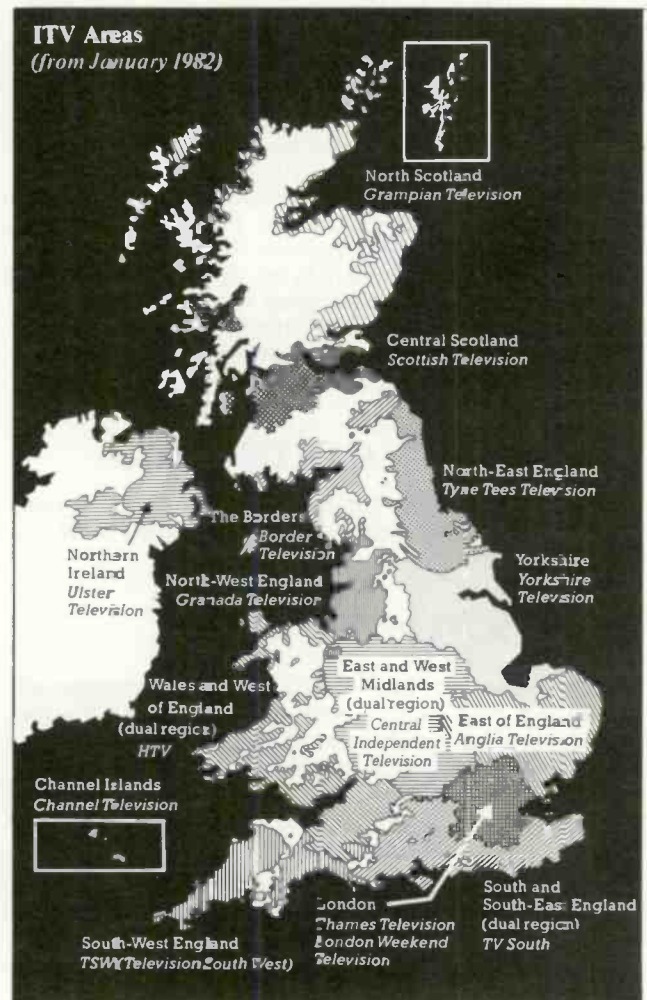 ITV Areas
(from January 1982)
North Scotland
Grampian Television
Central Scotland
Scottish Television
North-East England
Tyne Tees Television
The Borders
Border
Television
Northern
Ireland
Ulster
Television
North-West England
Granada Television
Yorkshire
Yorkshire
Television
East and West
Midlands
(dual region)
Central
Independent
Television
Wales and West
of England
(dual region)
HTV
East of England
Anglia Television
Channel Islands
Channel Television
South-West England
TSW (Television South West)
London
Thames Television
London Weekend
Television
South and
South-East England
(dual region)
TV South